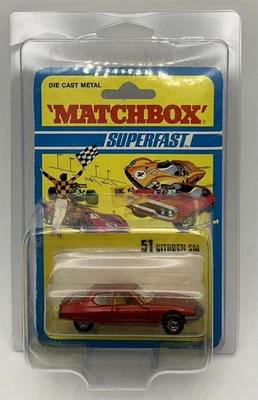 DIE CAST METAL
'MATCHBOX'
SUPERFAST
51 CITROEN SM